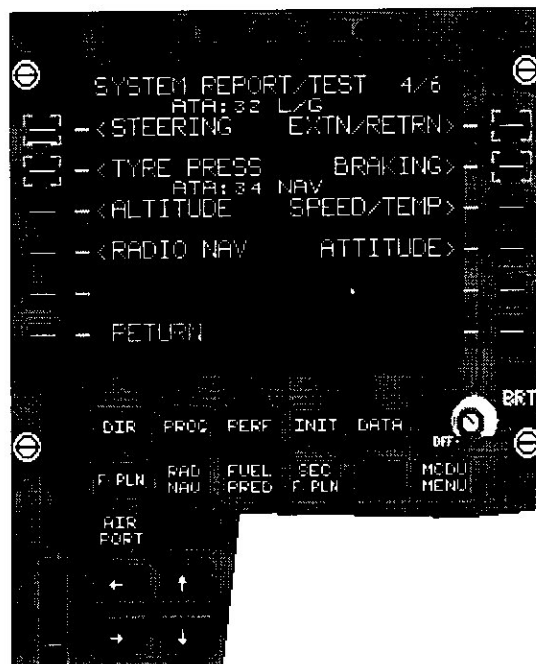 SYSTEM REPORT/TEST 4/6
ATA:32 L/G
<STEERING EXTN/RETRN>
<TYRE PRESS BRAKING>
ATA:34 NAV
<ALTITUDE SPEED/TEMP>
<RADIO NAV ATTITUDE>
RETURN
BRT
OFF
DIR PROG PERF INIT DATA
F-PLN RAD NAV FUEL PRED SEC F-PLN MCDU MENU
AIR PORT
← ↑
→ ↓